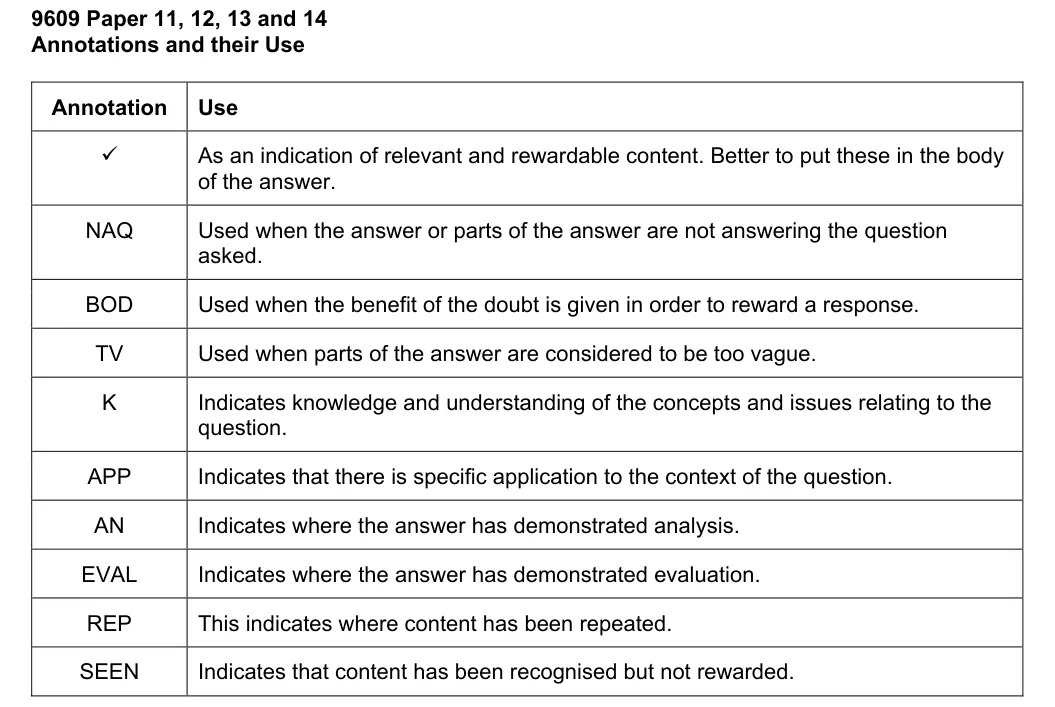 9609 Paper 11, 12, 13 and 14
Annotations and their Use
Annotation Use
✓ As an indication of relevant and rewardable content. Better to put these in the body
of the answer.
NAQ Used when the answer or parts of the answer are not answering the question
asked.
BOD Used when the benefit of the doubt is given in order to reward a response.
TV Used when parts of the answer are considered to be too vague.
K Indicates knowledge and understanding of the concepts and issues relating to the
question.
APP Indicates that there is specific application to the context of the question.
AN Indicates where the answer has demonstrated analysis.
EVAL Indicates where the answer has demonstrated evaluation.
REP This indicates where content has been repeated.
SEEN Indicates that content has been recognised but not rewarded.